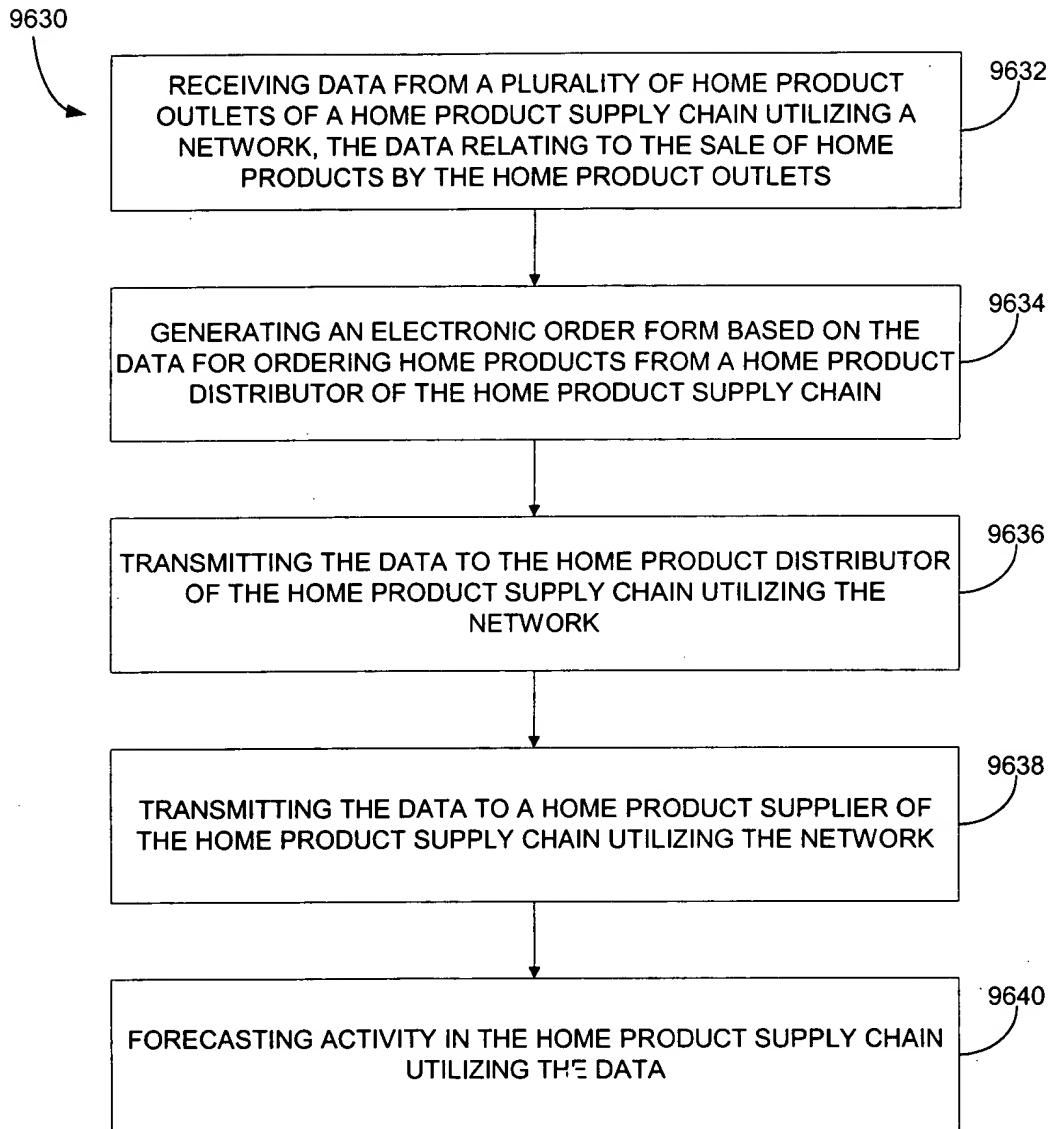 9630
RECEIVING DATA FROM A PLURALITY OF HOME PRODUCT
OUTLETS OF A HOME PRODUCT SUPPLY CHAIN UTILIZING A
NETWORK, THE DATA RELATING TO THE SALE OF HOME
PRODUCTS BY THE HOME PRODUCT OUTLETS
9632
GENERATING AN ELECTRONIC ORDER FORM BASED ON THE
DATA FOR ORDERING HOME PRODUCTS FROM A HOME PRODUCT
DISTRIBUTOR OF THE HOME PRODUCT SUPPLY CHAIN
9634
TRANSMITTING THE DATA TO THE HOME PRODUCT DISTRIBUTOR
OF THE HOME PRODUCT SUPPLY CHAIN UTILIZING THE
NETWORK
9636
TRANSMITTING THE DATA TO A HOME PRODUCT SUPPLIER OF
THE HOME PRODUCT SUPPLY CHAIN UTILIZING THE NETWORK
9638
FORECASTING ACTIVITY IN THE HOME PRODUCT SUPPLY CHAIN
UTILIZING THE DATA
9640